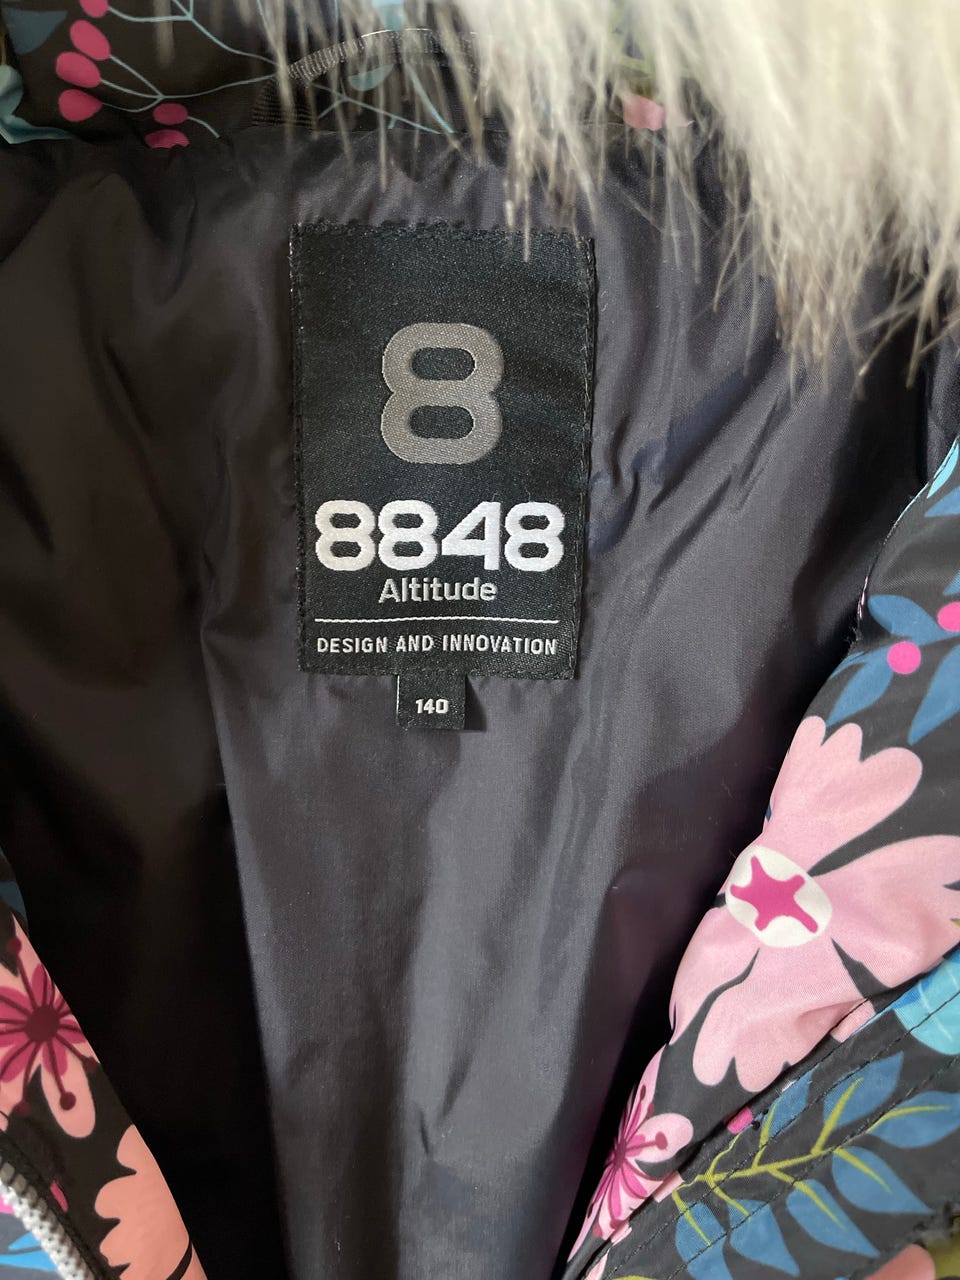 8
8848
Altitude
DESIGN AND INNOVATION
140